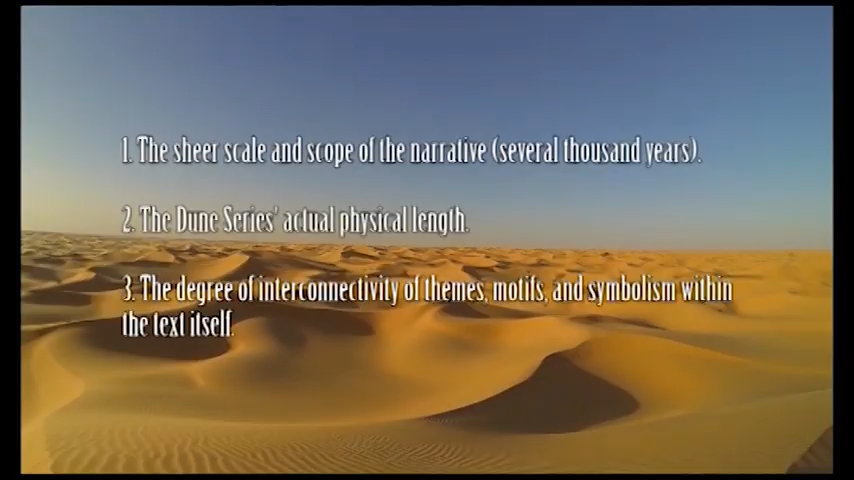 1. The sheer scale and scope of the narrative (several thousand years).
2. The Dune Series' actual physical length.
3. The degree of interconnectivity of themes, motifs, and symbolism within
the text itself.